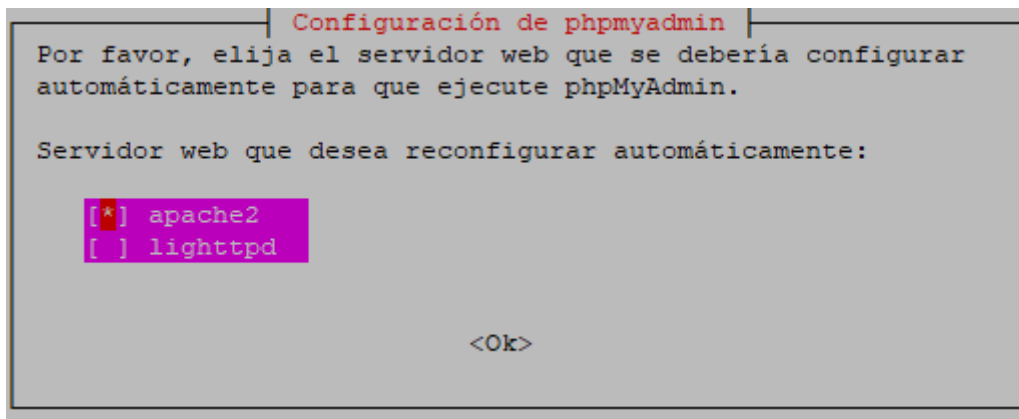 Configuración de phpmyadmin
Por favor, elija el servidor web que se debería configurar
automáticamente para que ejecute phpMyAdmin.
Servidor web que desea reconfigurar automáticamente:
[*] apache2
[ ] lighttpd
<Ok>